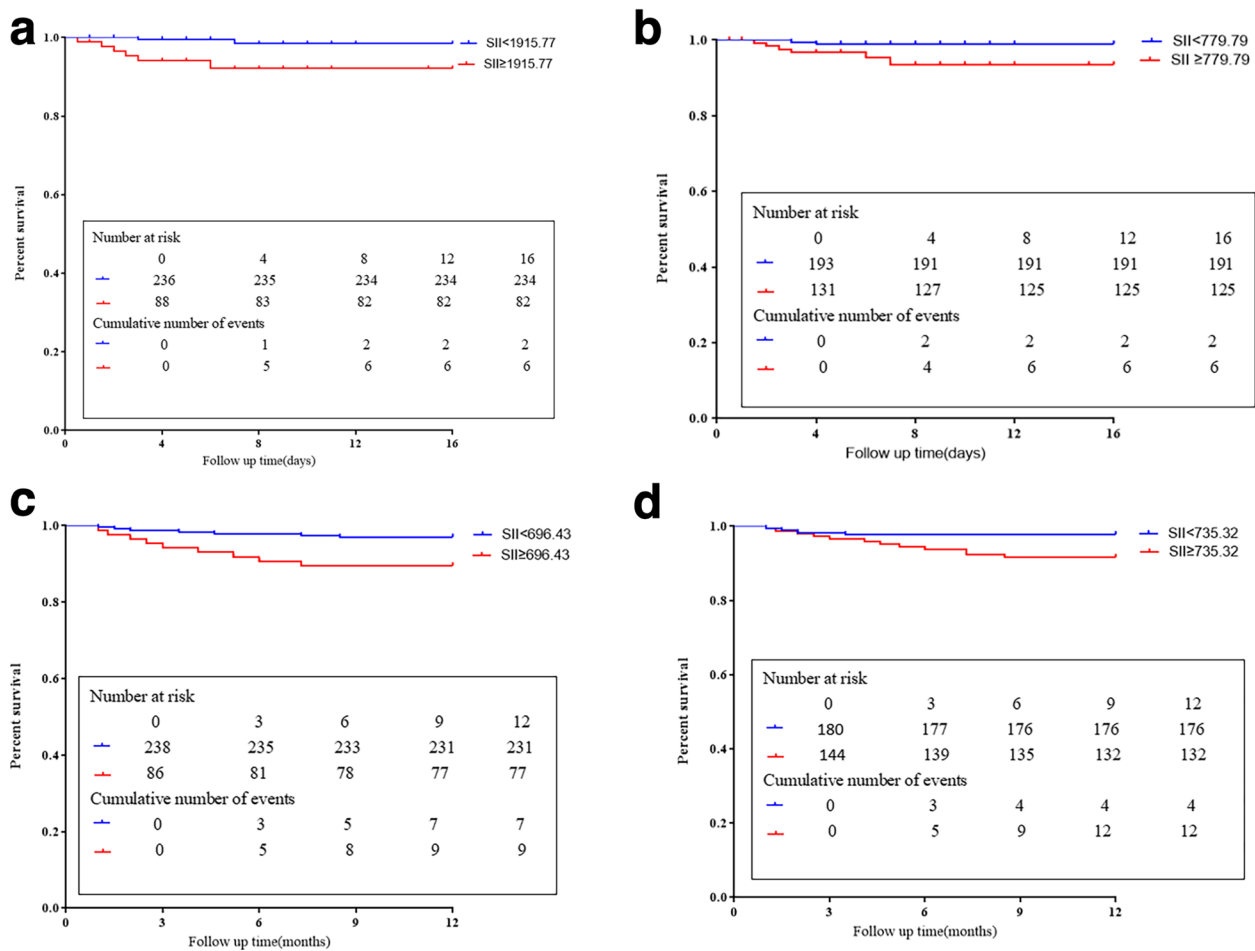 a
SII<1915.77
SII≥1915.77
Percent survival
1.0
0.8
0.6
0.4
0.2
0.0
Number at risk
0 4 8 12 16
236 235 234 234 234
88 83 82 82 82
Cumulative number of events
0 1 2 2 2
0 5 6 6 6
0 4 8 12 16
Follow up time(days)
b
SII<779.79
SII ≥779.79
Percent survival
1.0
0.8
0.6
0.4
0.2
0.0
Number at risk
0 4 8 12 16
193 191 191 191 191
131 127 125 125 125
Cumulative number of events
0 2 2 2 2
0 4 6 6 6
0 4 8 12 16
Follow up time(days)
c
SII<696.43
SII≥696.43
Percent survival
1.0
0.8
0.6
0.4
0.2
0.0
Number at risk
0 3 6 9 12
238 235 233 231 231
86 81 78 77 77
Cumulative number of events
0 3 5 7 7
0 5 8 9 9
0 3 6 9 12
Follow up time(months)
d
SII<735.32
SII≥735.32
Percent survival
1.0
0.8
0.6
0.4
0.2
0.0
Number at risk
0 3 6 9 12
180 177 176 176 176
144 139 135 132 132
Cumulative number of events
0 3 4 4 4
0 5 9 12 12
0 3 6 9 12
Follow up time(months)